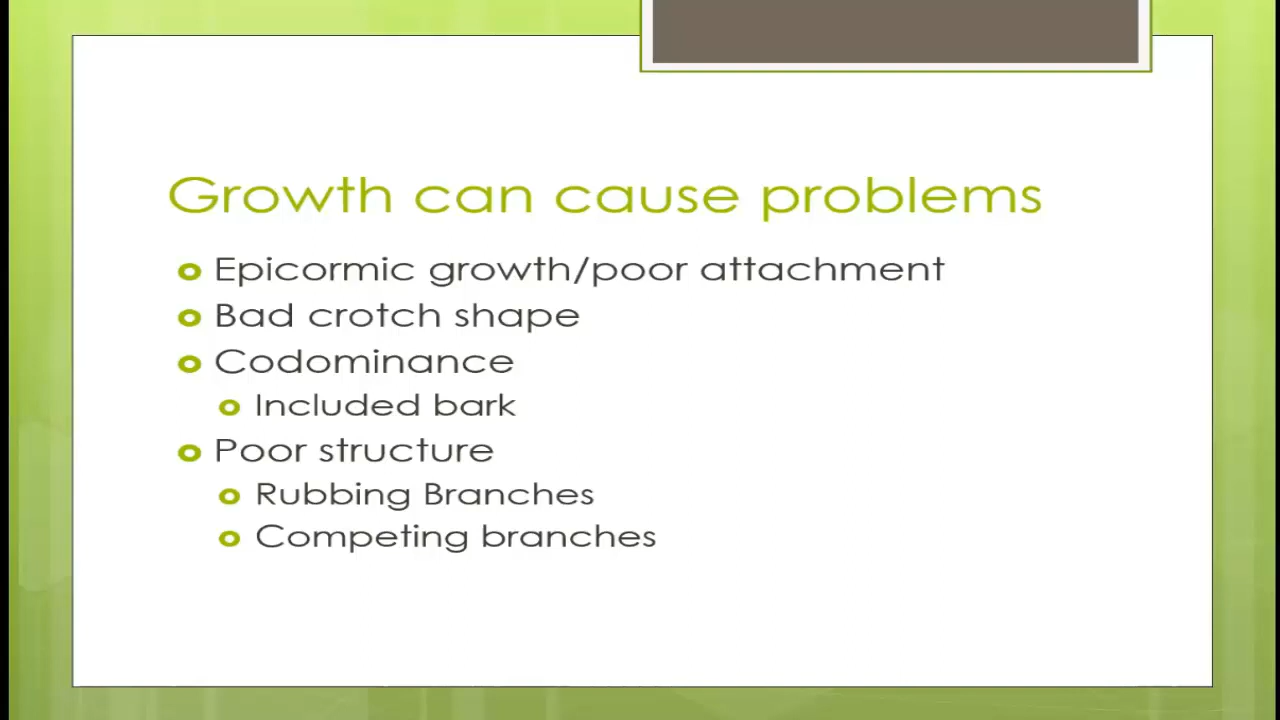 Growth can cause problems
Epicormic growth/poor attachment
Bad crotch shape
Codominance
Included bark
Poor structure
Rubbing Branches
Competing branches